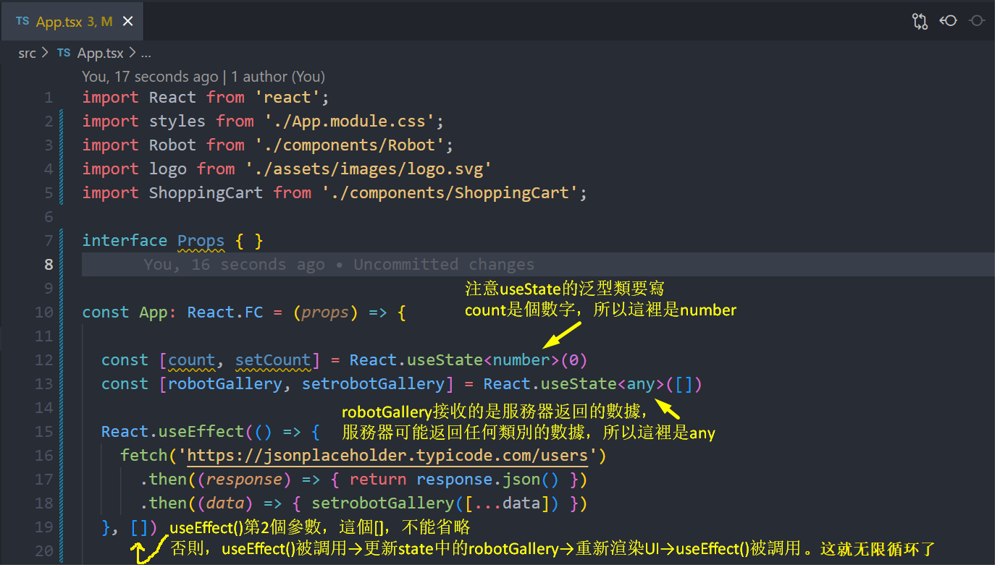 TS App.tsx 3, M ×
src > TS App.tsx > ...
You, 17 seconds ago | 1 author (You)
1 import React from 'react';
2 import styles from './App.module.css';
3 import Robot from './components/Robot';
4 import logo from './assets/images/logo.svg'
5 import ShoppingCart from './components/ShoppingCart';
6
7 interface Props { }
8 You, 16 seconds ago • Uncommitted changes
9
注意useState的泛型類要寫
count是個數字，所以這裡是number
10 const App: React.FC = (props) => {
11
12 const [count, setCount] = React.useState<number>(0)
13 const [robotGallery, setrobotGallery] = React.useState<any>([])
14
robotGallery接收的是服務器返回的數據，
服務器可能返回任何類別的數據，所以這裡是any
15 React.useEffect(() => {
16 fetch('https://jsonplaceholder.typicode.com/users')
17 .then((response) => { return response.json() })
18 .then((data) => { setrobotGallery([...data]) })
19 }, []) useEffect()第2個參數，這個[]，不能省略
20 否則，useEffect()被調用→更新state中的robotGallery→重新渲染UI→useEffect()被調用。这就无限循环了